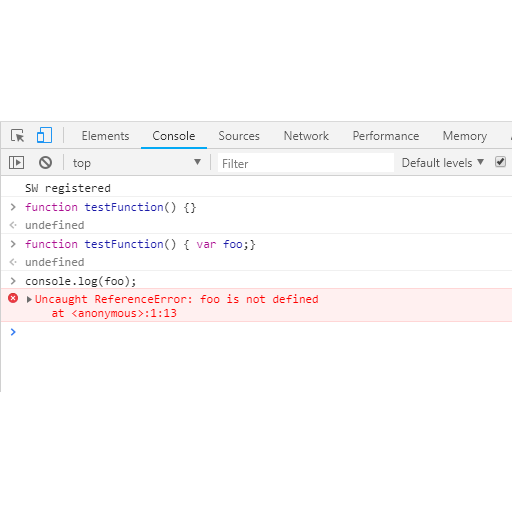 Elements Console Sources Network Performance Memory
top Filter Default levels
SW registered
function testFunction() {}
undefined
function testFunction() { var foo;}
undefined
console.log(foo);
Uncaught ReferenceError: foo is not defined
at <anonymous>:1:13